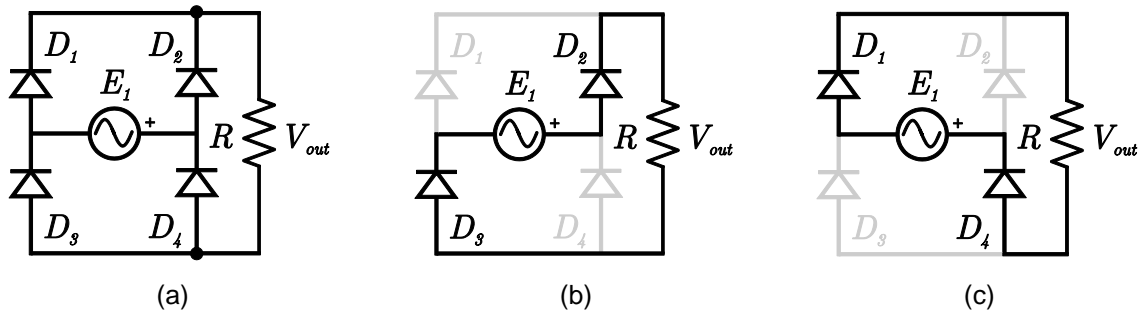 D1 D2
E1
+
R Vout
D3 D4
(a)
D1 D2
E1
+
R Vout
D3 D4
(b)
D1 D2
E1
+
R Vout
D3 D4
(c)